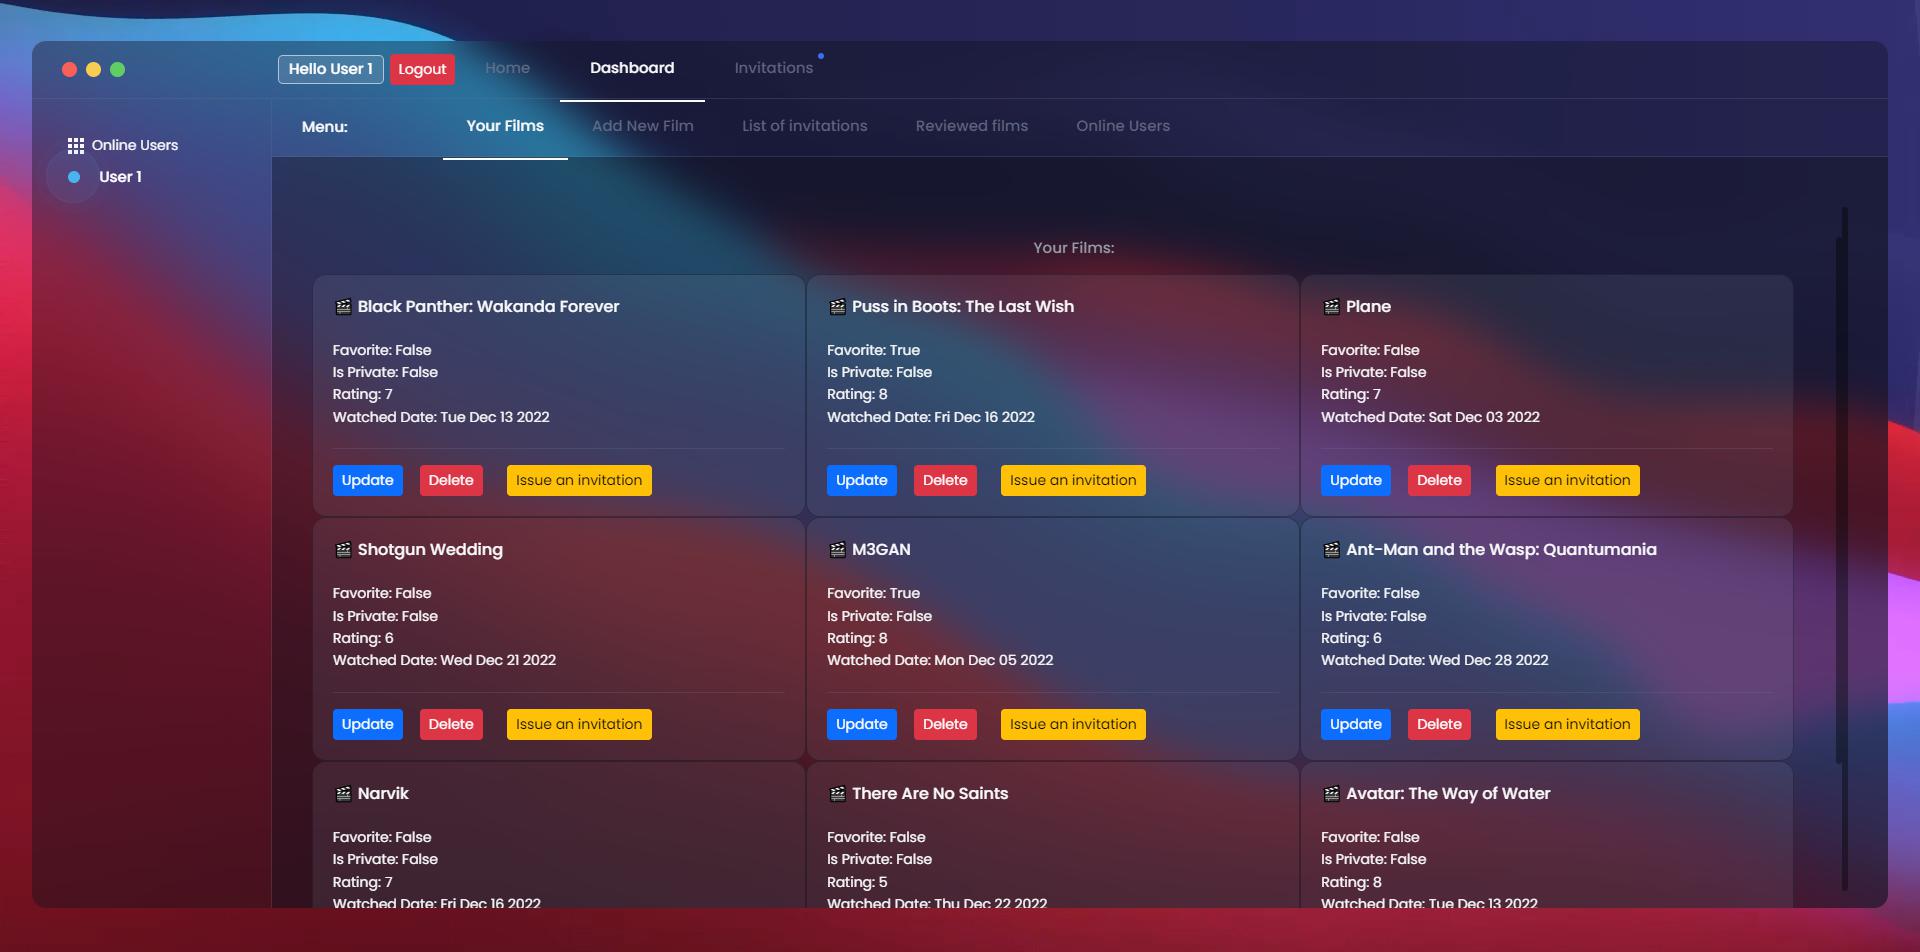 Hello User 1 Logout Home Dashboard Invitations
Menu: Your Films Add New Film List of invitations Reviewed films Online Users
Online Users
User 1
Your Films:
Black Panther: Wakanda Forever
Favorite: False
Is Private: False
Rating: 7
Watched Date: Tue Dec 13 2022
Update Delete Issue an invitation
Puss in Boots: The Last Wish
Favorite: True
Is Private: False
Rating: 8
Watched Date: Fri Dec 16 2022
Update Delete Issue an invitation
Plane
Favorite: False
Is Private: False
Rating: 7
Watched Date: Sat Dec 03 2022
Update Delete Issue an invitation
Shotgun Wedding
Favorite: False
Is Private: False
Rating: 6
Watched Date: Wed Dec 21 2022
Update Delete Issue an invitation
M3GAN
Favorite: True
Is Private: False
Rating: 8
Watched Date: Mon Dec 05 2022
Update Delete Issue an invitation
Ant-Man and the Wasp: Quantumania
Favorite: False
Is Private: False
Rating: 6
Watched Date: Wed Dec 28 2022
Update Delete Issue an invitation
Narvik
Favorite: False
Is Private: False
Rating: 7
Watched Date: Fri Dec 16 2022
There Are No Saints
Favorite: False
Is Private: False
Rating: 5
Watched Date: Thu Dec 22 2022
Avatar: The Way of Water
Favorite: False
Is Private: False
Rating: 8
Watched Date: Tue Dec 13 2022